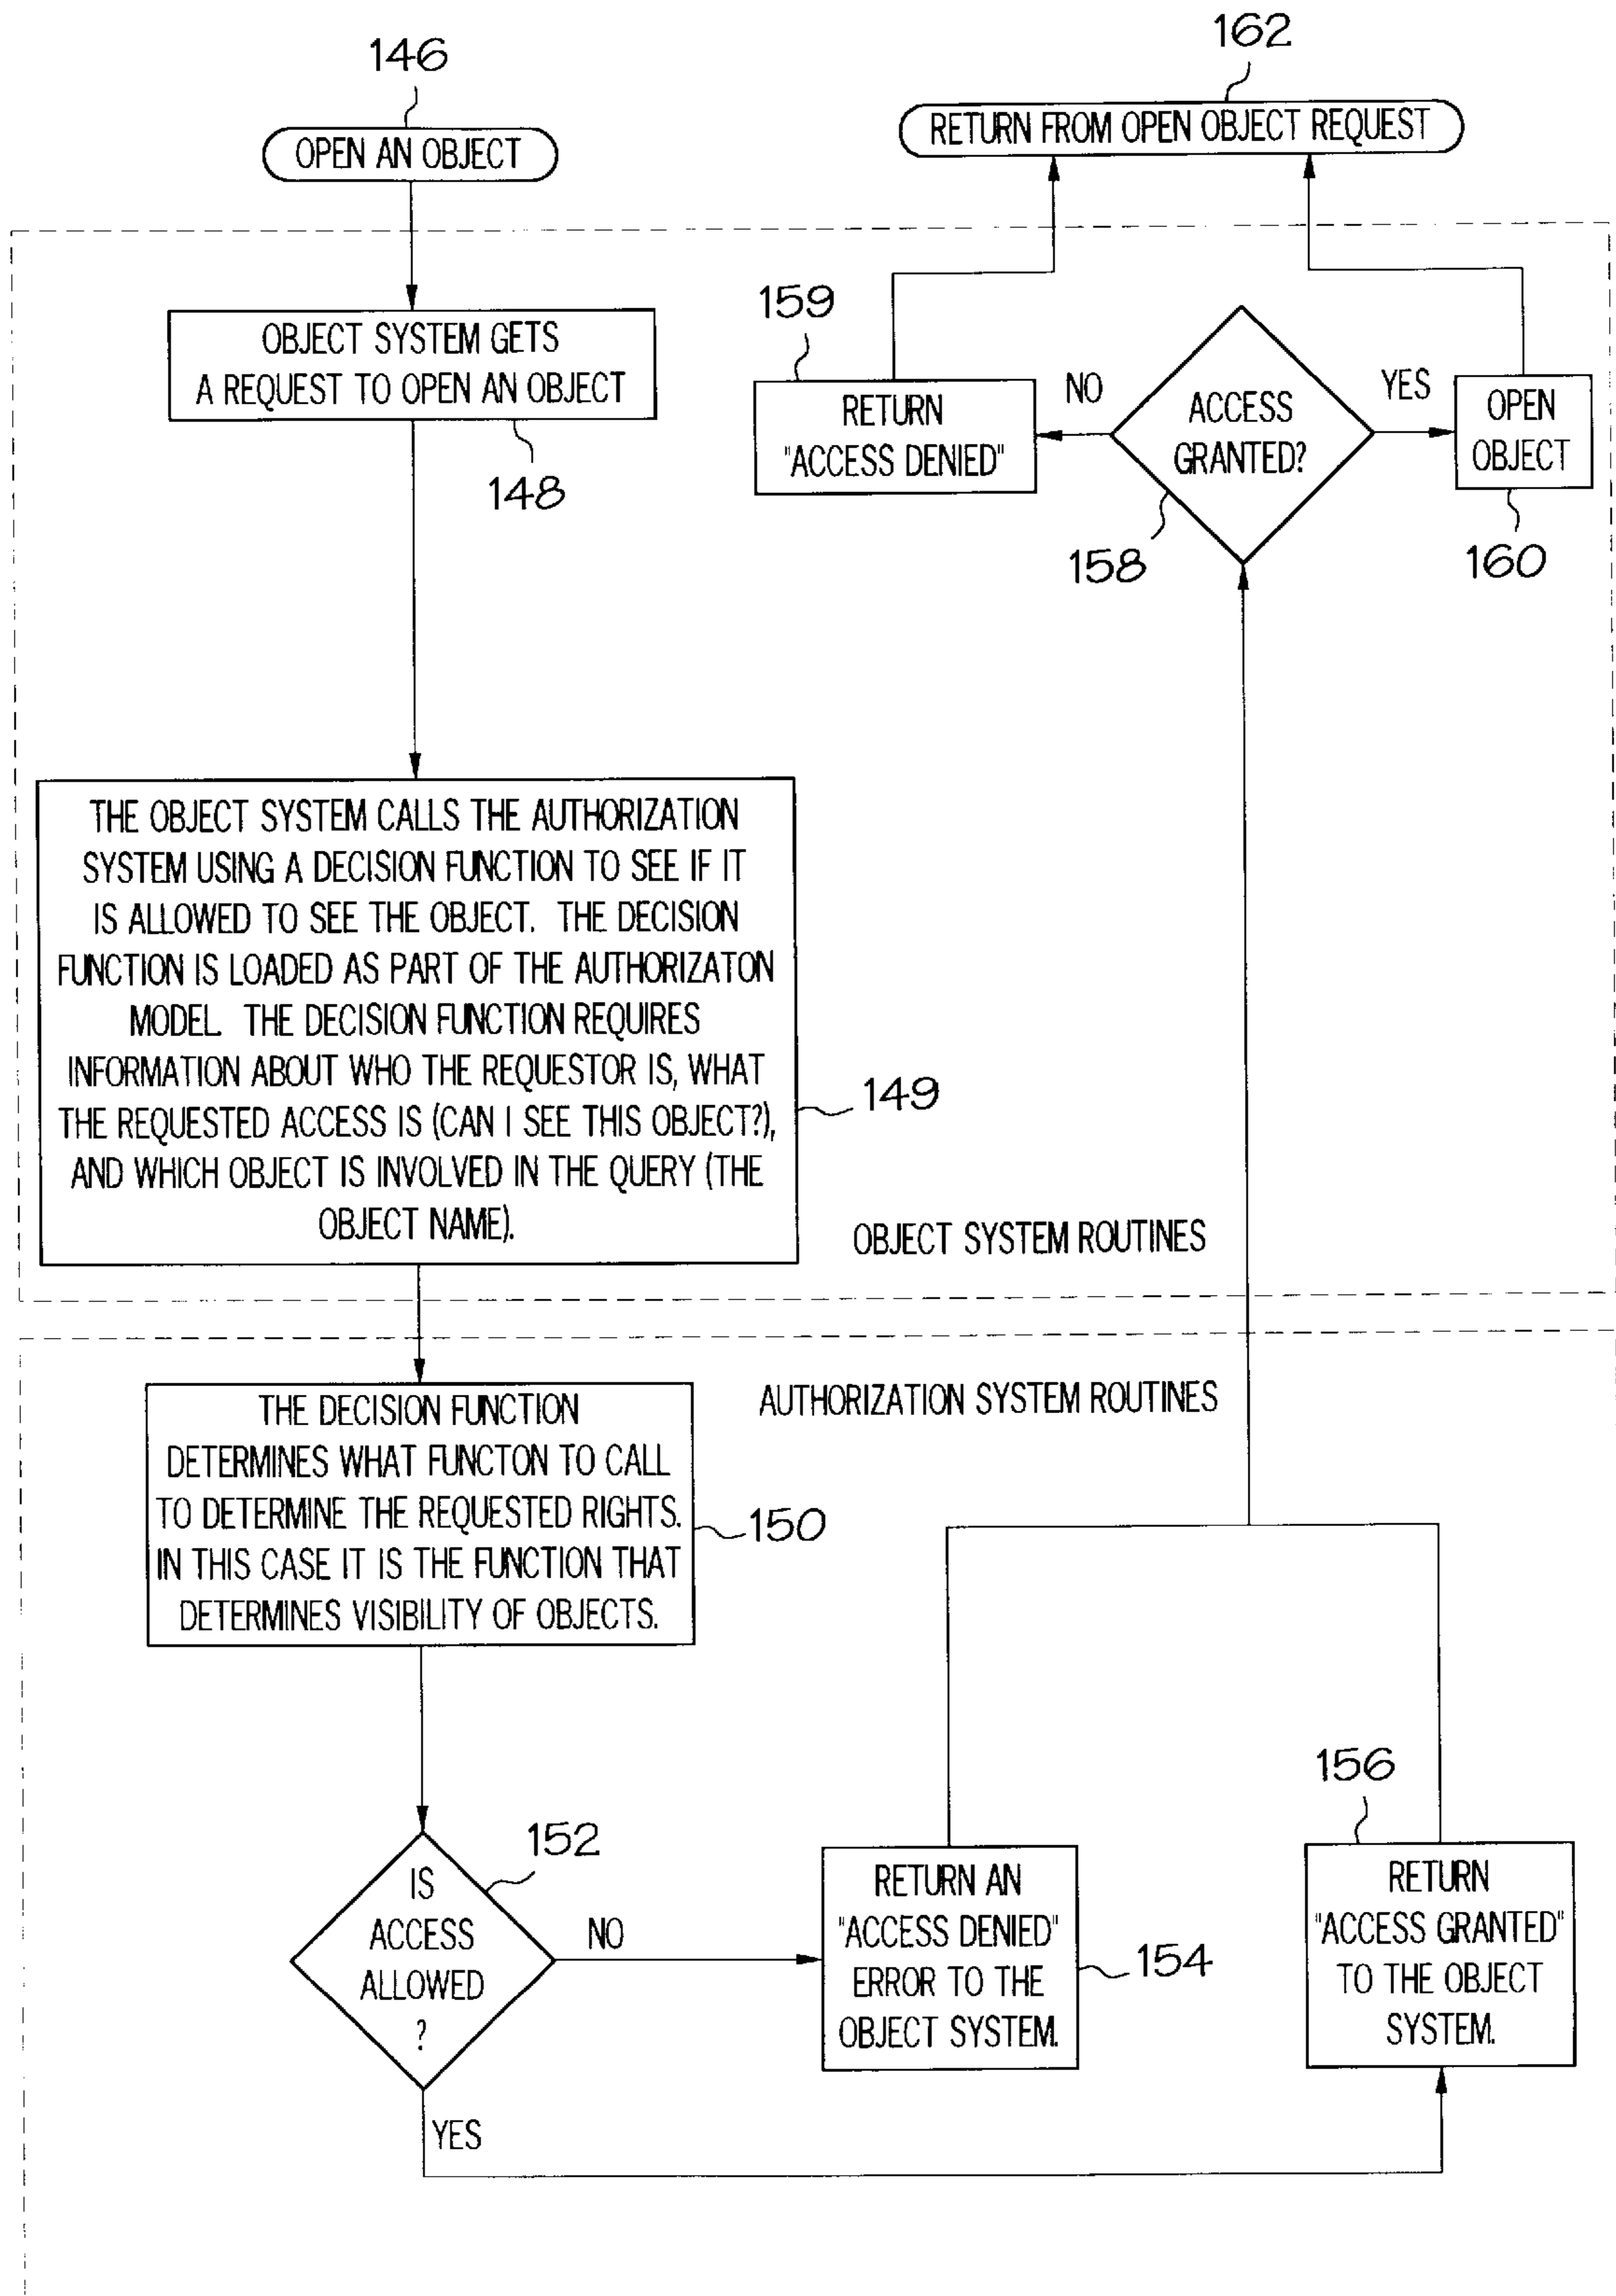 146
OPEN AN OBJECT
162
RETURN FROM OPEN OBJECT REQUEST
OBJECT SYSTEM GETS
A REQUEST TO OPEN AN OBJECT
148
159
RETURN
"ACCESS DENIED"
NO
ACCESS
GRANTED?
158
YES
OPEN
OBJECT
160
THE OBJECT SYSTEM CALLS THE AUTHORIZATION
SYSTEM USING A DECISION FUNCTION TO SEE IF IT
IS ALLOWED TO SEE THE OBJECT. THE DECISION
FUNCTION IS LOADED AS PART OF THE AUTHORIZATON
MODEL. THE DECISION FUNCTION REQUIRES
INFORMATION ABOUT WHO THE REQUESTOR IS, WHAT
THE REQUESTED ACCESS IS (CAN I SEE THIS OBJECT?),
AND WHICH OBJECT IS INVOLVED IN THE QUERY (THE
OBJECT NAME).
149
OBJECT SYSTEM ROUTINES
AUTHORIZATION SYSTEM ROUTINES
THE DECISION FUNCTION
DETERMINES WHAT FUNCTON TO CALL
TO DETERMINE THE REQUESTED RIGHTS.
IN THIS CASE IT IS THE FUNCTION THAT
DETERMINES VISIBILITY OF OBJECTS.
150
152
IS
ACCESS
ALLOWED
?
NO
YES
RETURN AN
"ACCESS DENIED"
ERROR TO THE
OBJECT SYSTEM.
154
156
RETURN
"ACCESS GRANTED"
TO THE OBJECT
SYSTEM.